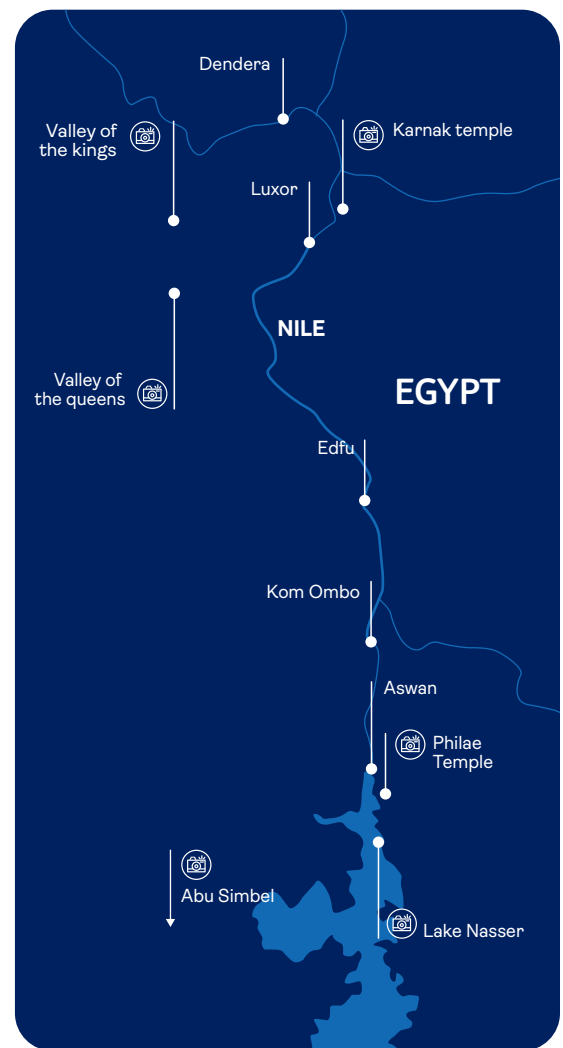 Dendera
Valley of
the kings
Karnak temple
Luxor
NILE
Valley of
the queens
EGYPT
Edfu
Kom Ombo
Aswan
Philae
Temple
Abu Simbel
Lake Nasser